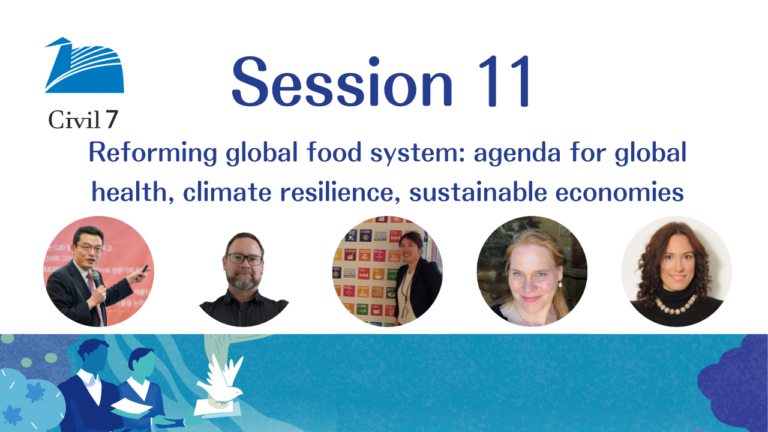 Session 11
Civil 7
Reforming global food system: agenda for global
health, climate resilience, sustainable economies